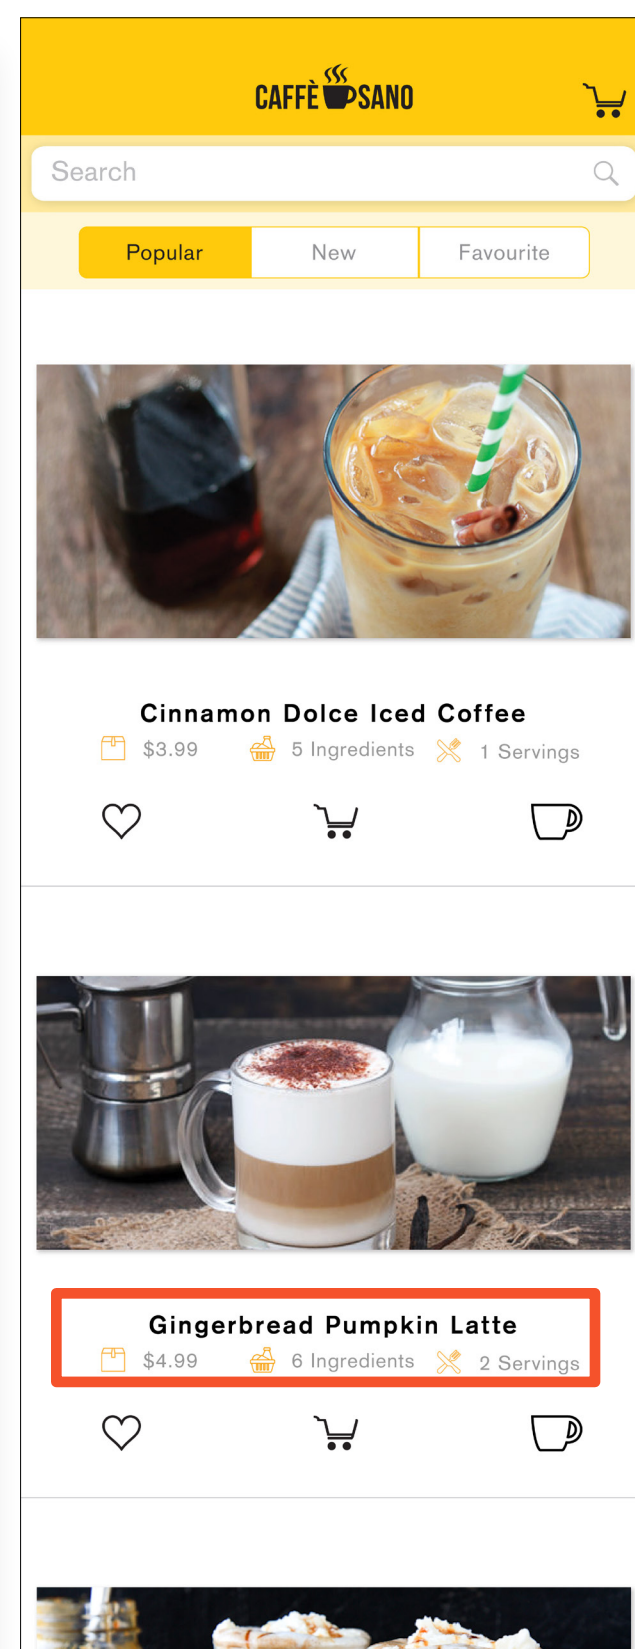 CAFFÈ SANO
Search
Popular New Favourite
Cinnamon Dolce Iced Coffee
$3.99 5 Ingredients 1 Servings
Gingerbread Pumpkin Latte
$4.99 6 Ingredients 2 Servings